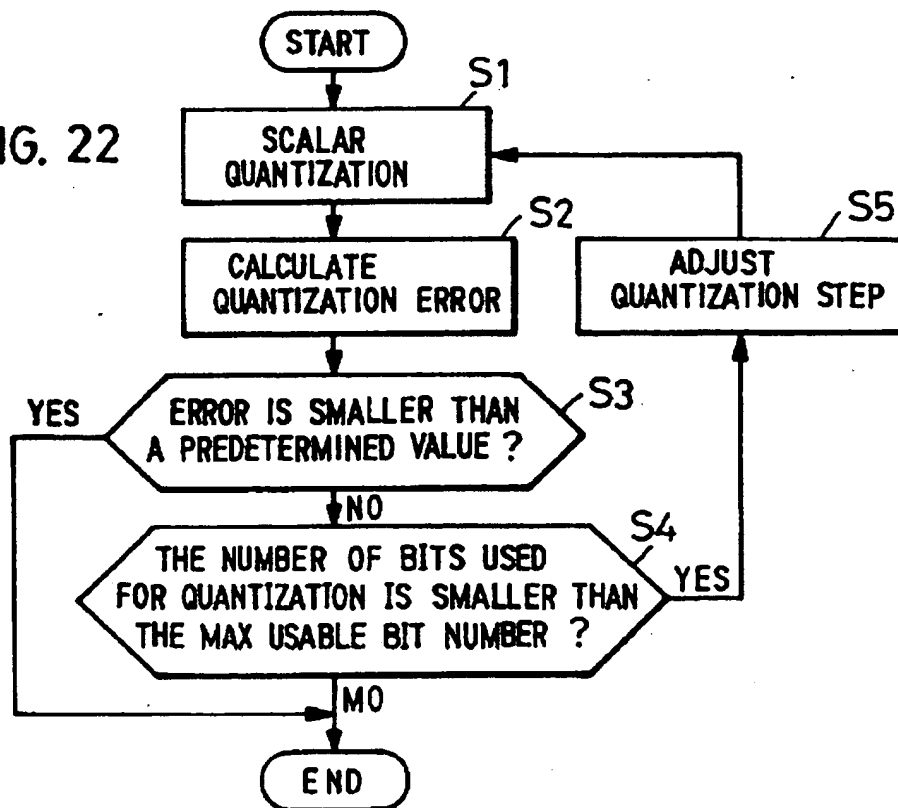 START
S1
IG. 22
SCALAR
QUANTIZATION
S2
CALCULATE
QUANTIZATION ERROR
S5
ADJUST
QUANTIZATION STEP
S3
YES
ERROR IS SMALLER THAN
A PREDETERMINED VALUE ?
NO
S4
THE NUMBER OF BITS USED
FOR QUANTIZATION IS SMALLER THAN
THE MAX USABLE BIT NUMBER ?
YES
MO
END